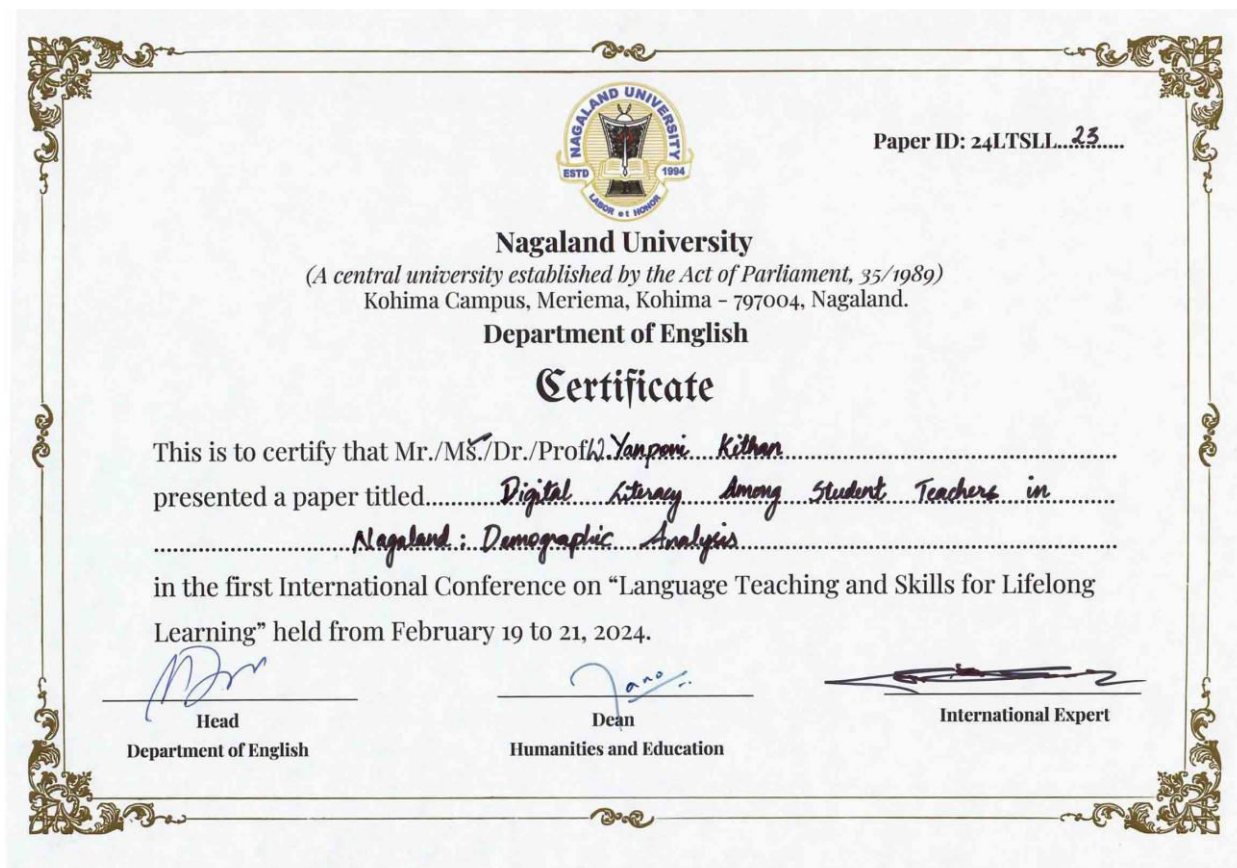 NAGALAND UNIVERSITY
ESTD 1994
LABOR et HONOR
Paper ID: 24LTSLL...23......
Nagaland University
(A central university established by the Act of Parliament, 35/1989)
Kohima Campus, Meriema, Kohima - 797004, Nagaland.
Department of English
Certificate
This is to certify that Mr./Ms./Dr./Prof. Yanponi Kithan
presented a paper titled Digital Literacy Among Student Teachers in
Nagaland: Demographic Analysis
in the first International Conference on “Language Teaching and Skills for Lifelong
Learning” held from February 19 to 21, 2024.
Head
Department of English
Dean
Humanities and Education
International Expert